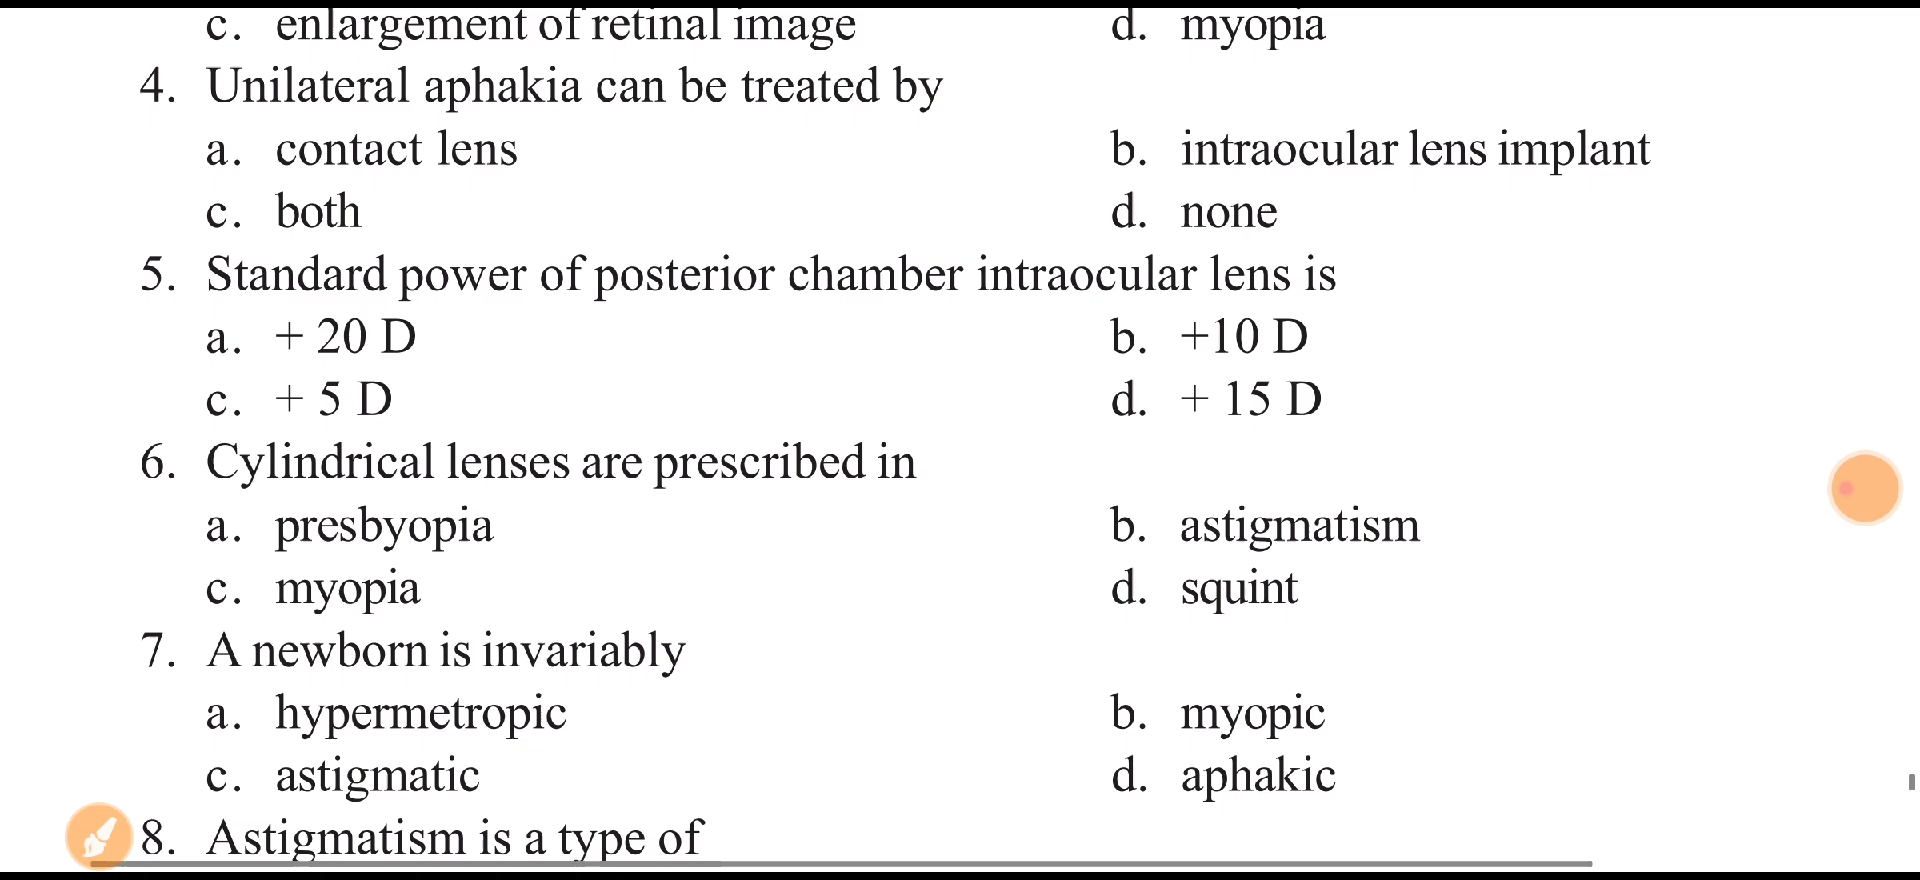 c. enlargement of retinal image d. myopia
4. Unilateral aphakia can be treated by
a. contact lens b. intraocular lens implant
c. both d. none
5. Standard power of posterior chamber intraocular lens is
a. + 20 D b. +10 D
c. + 5 D d. + 15 D
6. Cylindrical lenses are prescribed in
a. presbyopia b. astigmatism
c. myopia d. squint
7. A newborn is invariably
a. hypermetropic b. myopic
c. astigmatic d. aphakic
8. Astigmatism is a type of